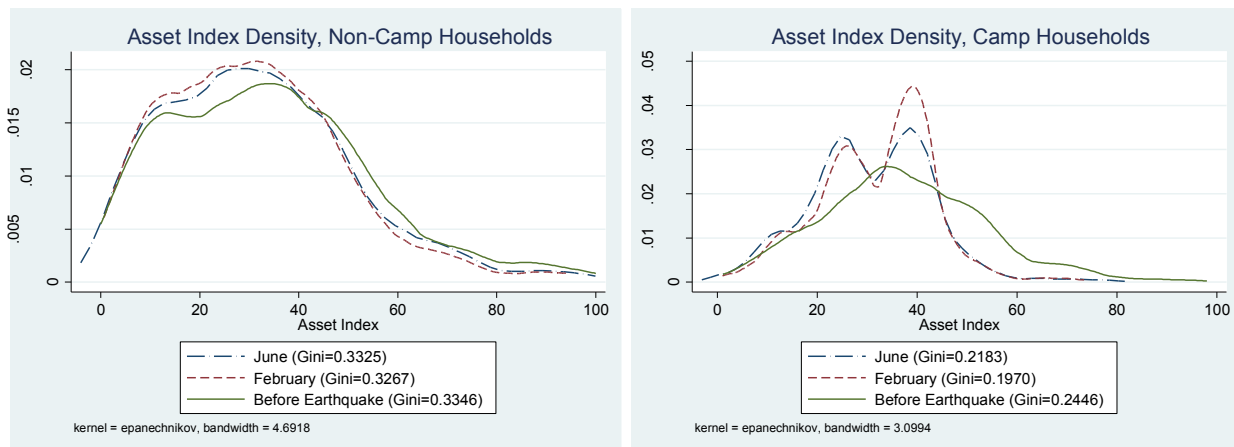 Asset Index Density, Non-Camp Households
.02
.015
.01
.005
0
0 20 40 60 80 100
Asset Index
June (Gini=0.3325)
February (Gini=0.3267)
Before Earthquake (Gini=0.3346)
kernel = epanechnikov, bandwidth = 4.6918
Asset Index Density, Camp Households
.05
.04
.03
.02
.01
0
0 20 40 60 80 100
Asset Index
June (Gini=0.2183)
February (Gini=0.1970)
Before Earthquake (Gini=0.2446)
kernel = epanechnikov, bandwidth = 3.0994